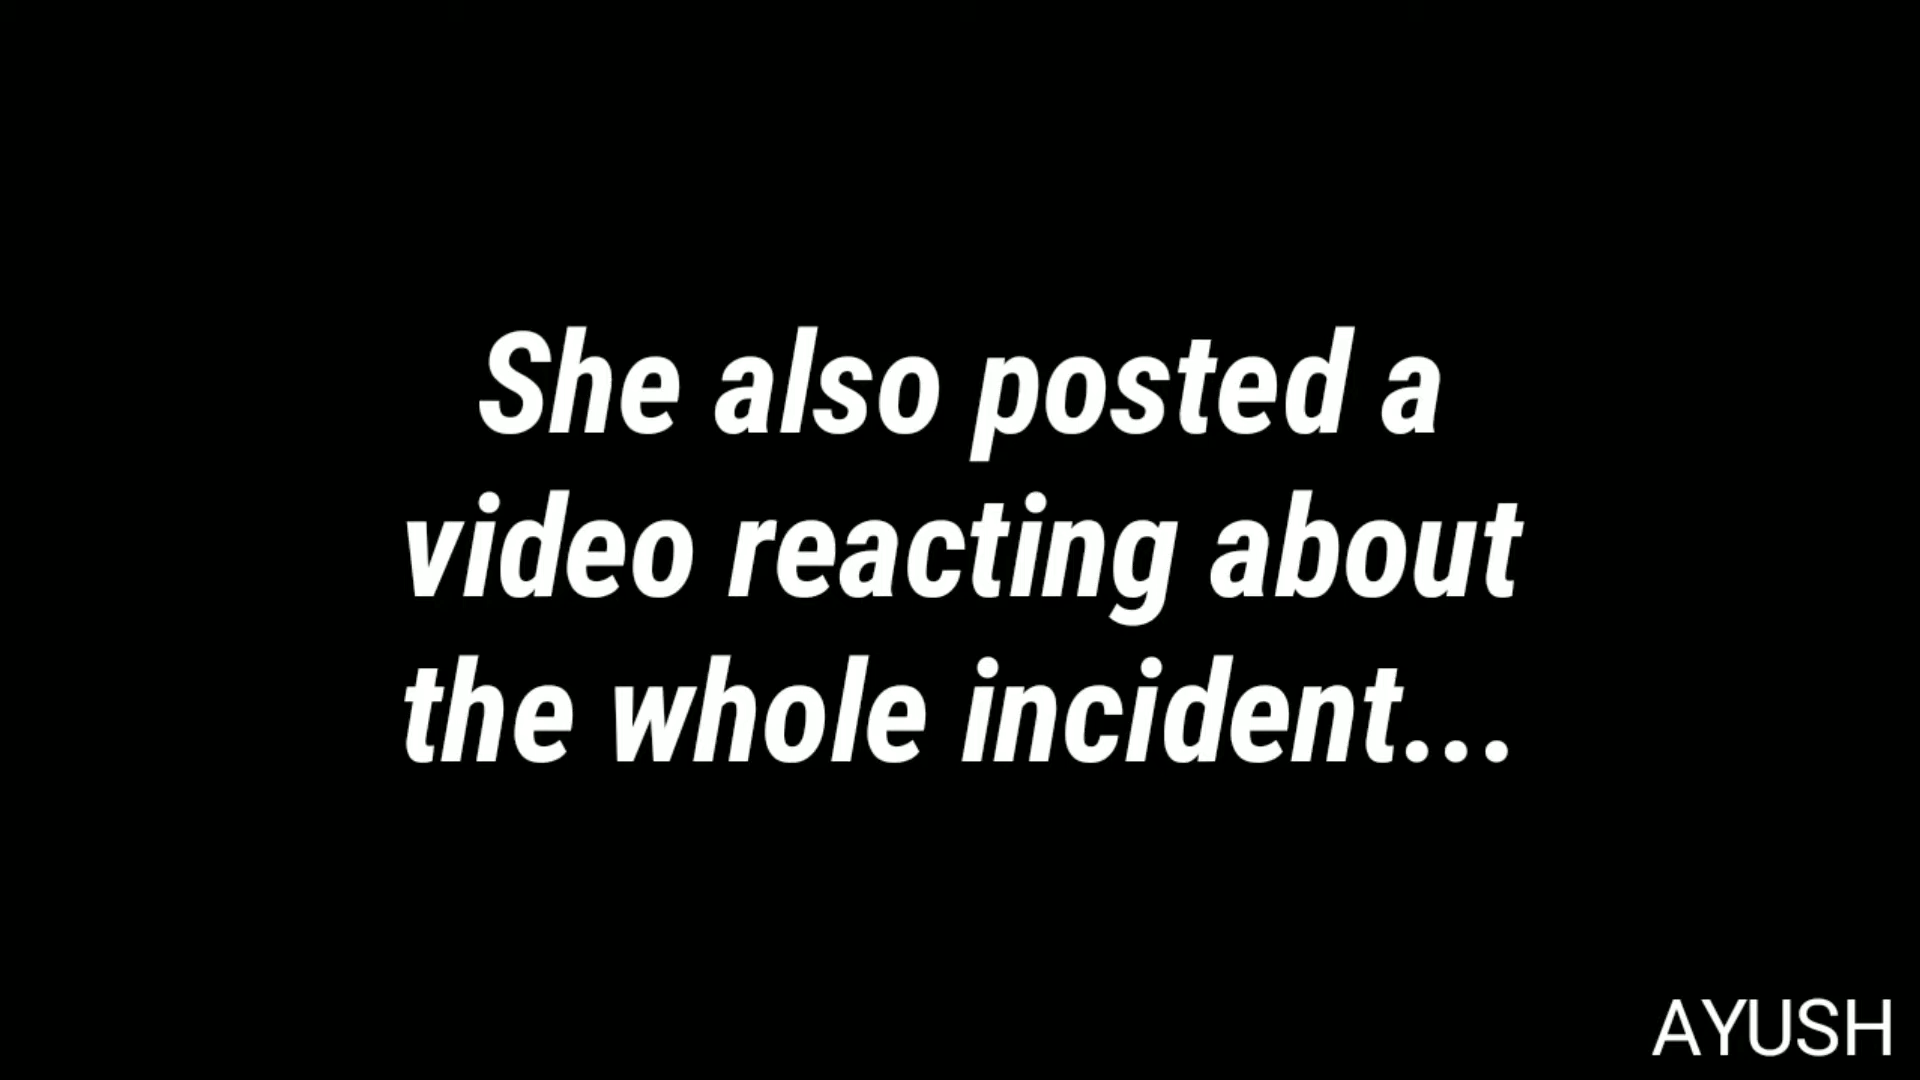 She also posted a
video reacting about
the whole incident...
AYUSH